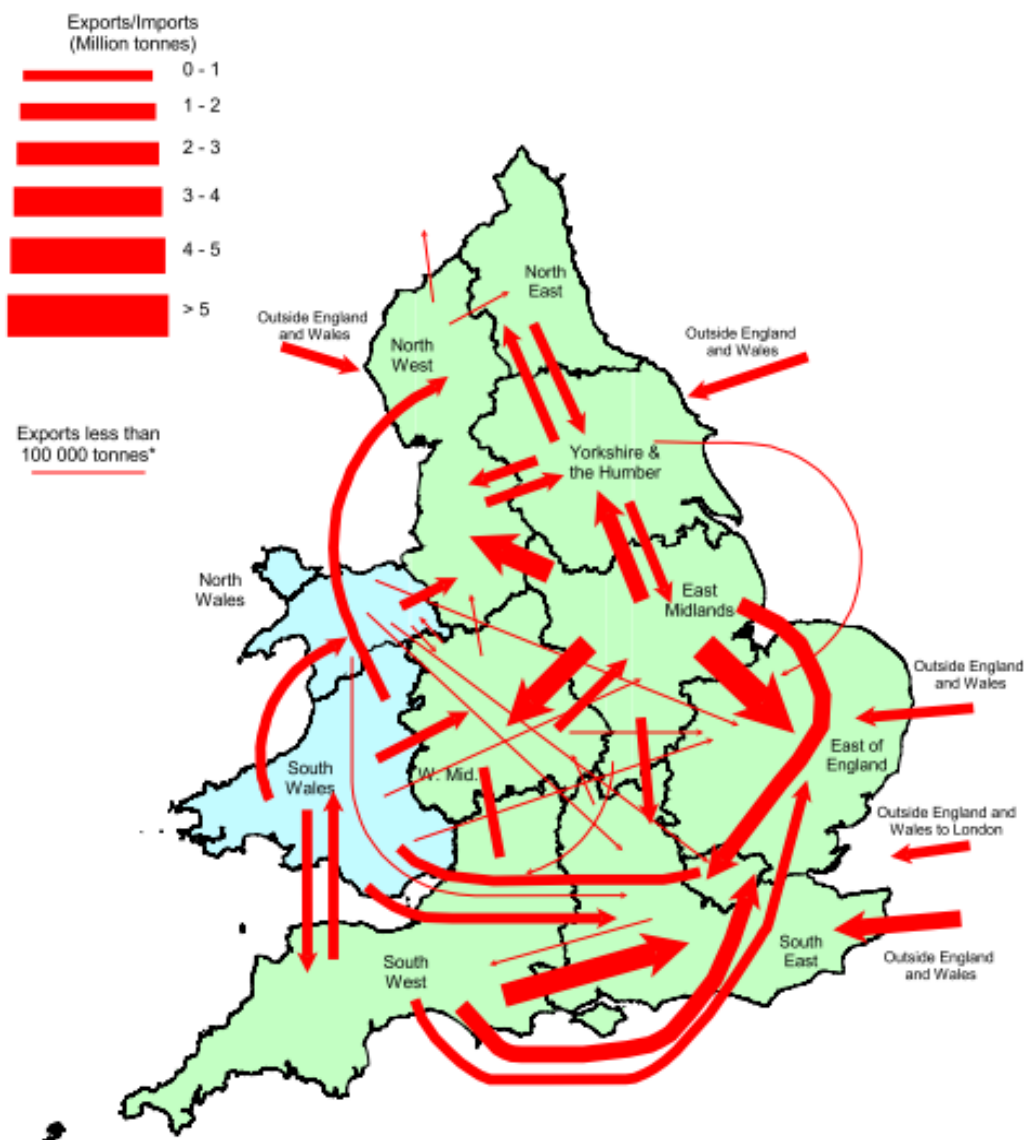 Exports/Imports
(Million tonnes)
0 - 1
1 - 2
2 - 3
3 - 4
4 - 5
> 5
Exports less than
100 000 tonnes*
North
East
Outside England
and Wales
North
West
Outside England
and Wales
Yorkshire &
the Humber
North
Wales
East
Midlands
Outside England
and Wales
East of
England
South
Wales
W. Mid.
Outside England and
Wales to London
South
West
South
East
Outside England
and Wales